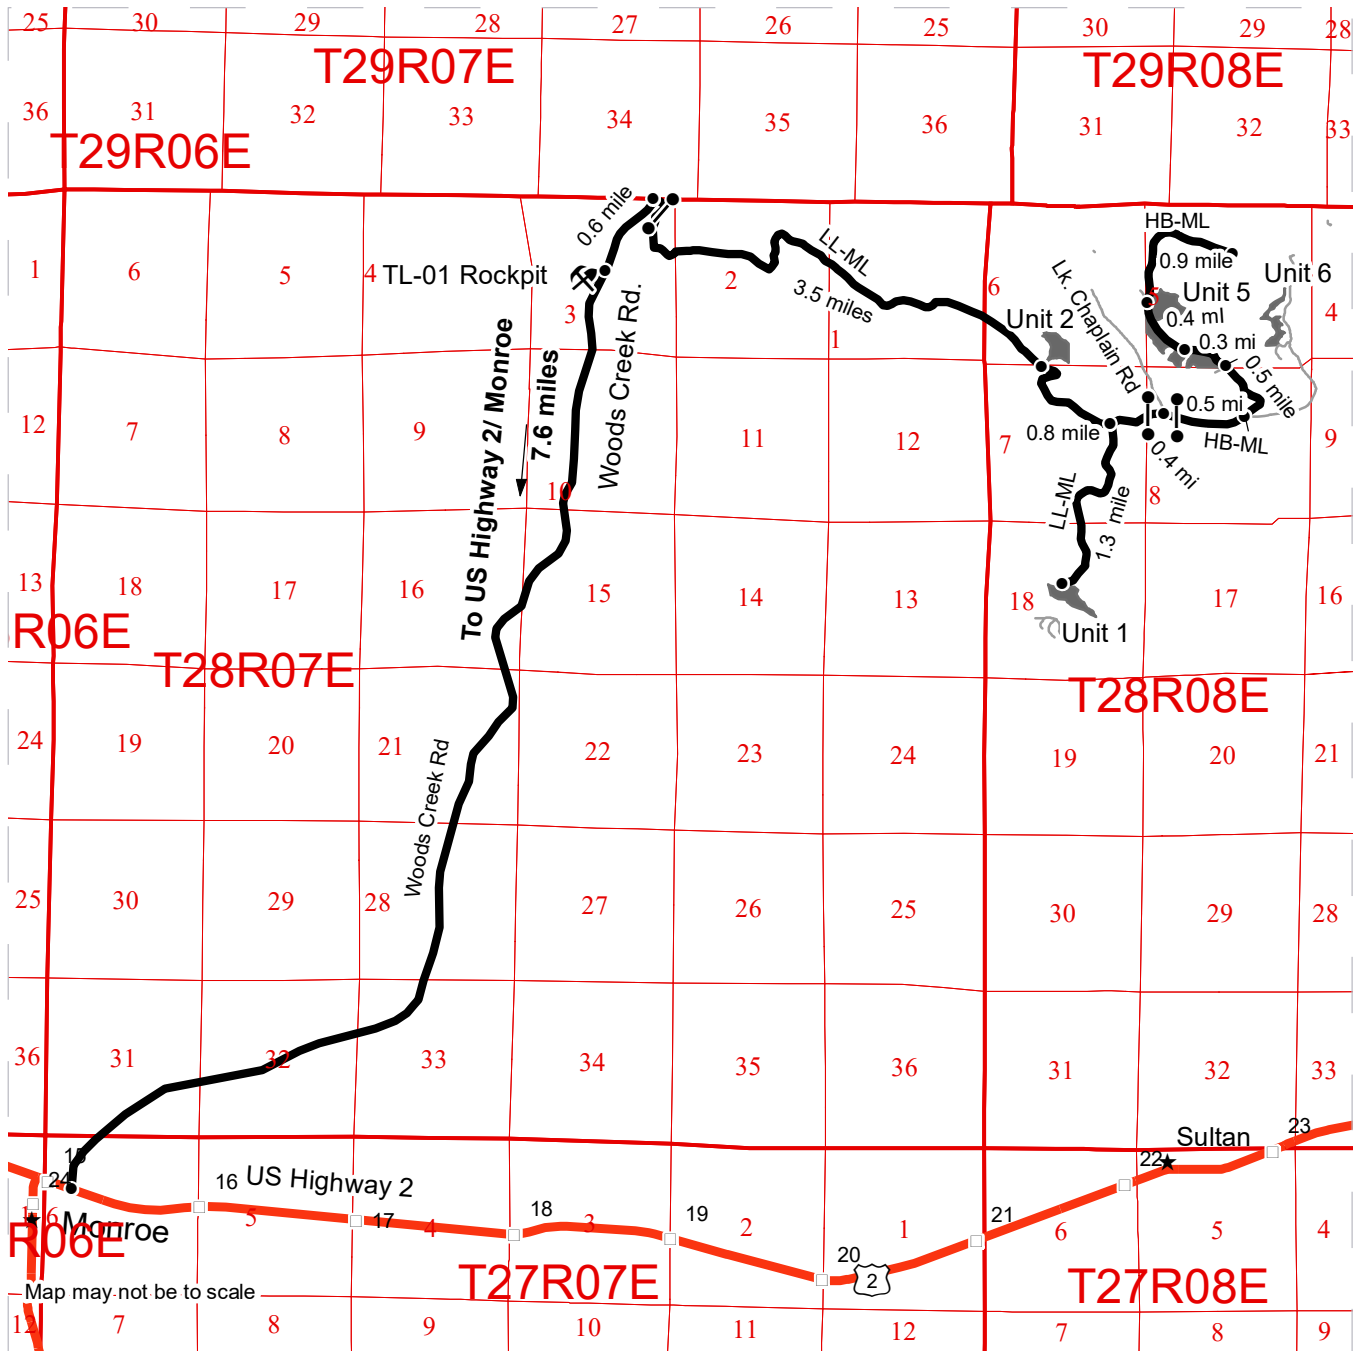 25 30 29 28 27 26 25 30 29 28
T29R07E T29R08E
36 31 32 33 34 35 36 31 32 33
T29R06E
0.6 mile
LL-ML
HB-ML
0.9 mile
1 6 5 4 TL-01 Rockpit
2
3.5 miles
6
Lk. Chaplain Rd
5
Unit 5
Unit 6
3
1
Unit 2
0.4 mI
4
0.3 mi
0.5 mile
To US Highway 2/ Monroe
7.6 miles
Woods Creek Rd.
12 7 8 9
10
11 12 7
0.8 mile
0.5 mi
HB-ML
0.4 mi
8
9
LL-ML
1.3 mile
13 18 17 16 15 14 13 18 17 16
Unit 1
R06E
T28R07E T28R08E
24 19 20 21 22 23 24 19 20 21
Woods Creek Rd
25 30 29 28 27 26 25 30 29 28
36 31 32 33 34 35 36 31 32 33
15
24
16 US Highway 2
17
18
19
20
21
22
Sultan
23
1 6 5 4 3 2 1 6 5 4
Monroe
R06E
2
T27R07E T27R08E
Map may not be to scale
12 7 8 9 10 11 12 7 8 9